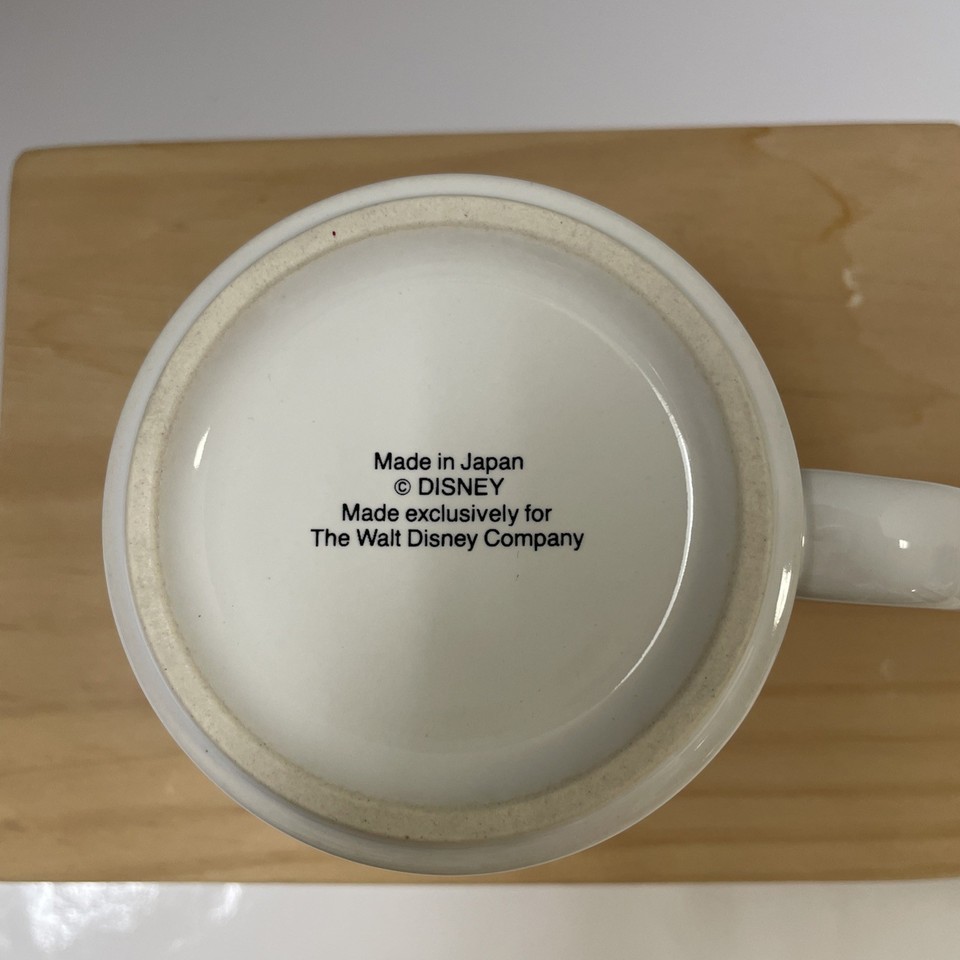 Made in Japan
© DISNEY
Made exclusively for
The Walt Disney Company